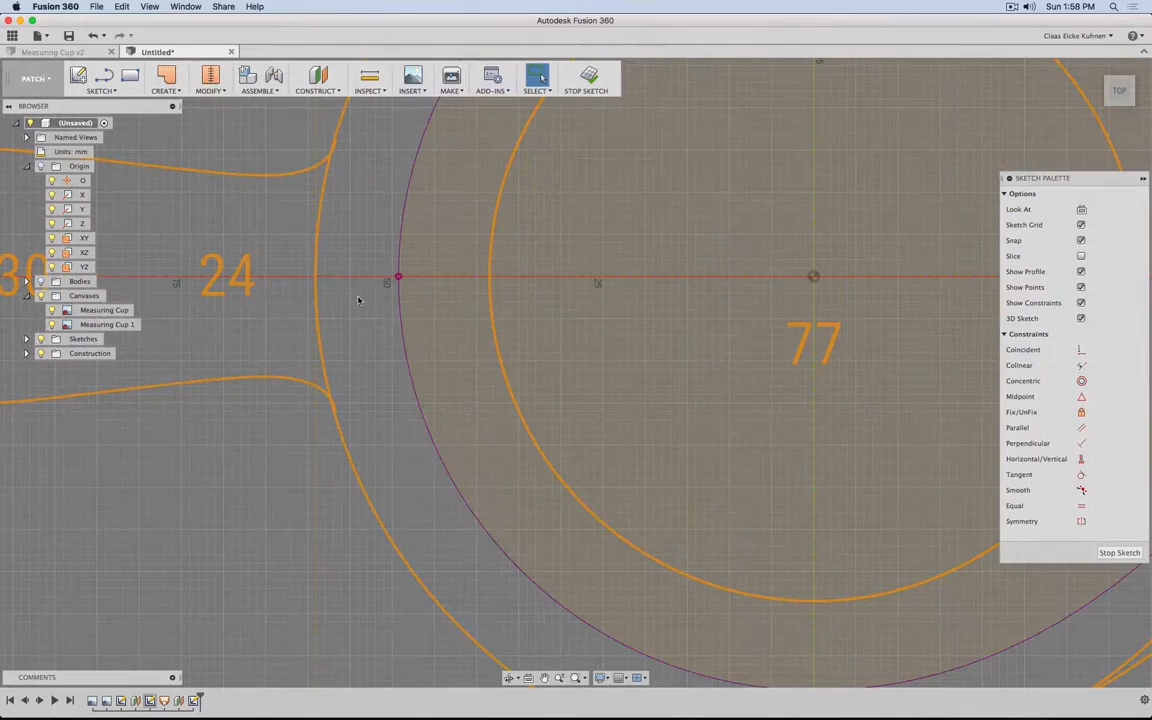 Fusion 360 File Edit View Window Share Help
Sun 1:58 PM
Autodesk Fusion 360
Claas Eicke Kuhnen
Measuring Cup v2
Untitled*
PATCH
SKETCH
CREATE
MODIFY
ASSEMBLE
CONSTRUCT
INSPECT
INSERT
MAKE
ADD-INS
SELECT
STOP SKETCH
TOP
BROWSER
(Unsaved)
Named Views
Units: mm
Origin
O
X
Y
Z
XY
XZ
YZ
Bodies
Canvases
Measuring Cup
Measuring Cup 1
Sketches
Construction
30
24
77
75
50
25
SKETCH PALETTE
Options
Look At
Sketch Grid
Snap
Slice
Show Profile
Show Points
Show Constraints
3D Sketch
Constraints
Coincident
Colinear
Concentric
Midpoint
Fix/UnFix
Parallel
Perpendicular
Horizontal/Vertical
Tangent
Smooth
Equal
Symmetry
Stop Sketch
COMMENTS